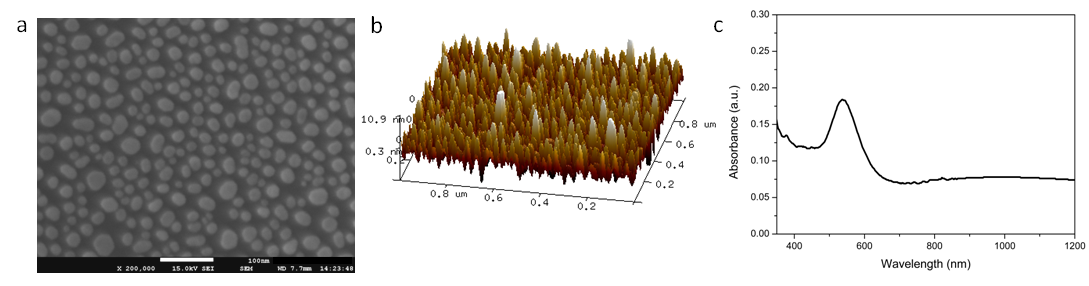 a
100nm
X 200,000 15.0kV SEI SEM WD 7.7mm 14:23:48
b
10.9 nm
0.3 nm
0.8 um
0.6
0.4
0.2
0.8 um
0.6
0.4
0.2
c
0.30
0.25
0.20
0.15
0.10
0.05
0.00
Absorbance (a.u.)
400 600 800 1000 1200
Wavelength (nm)